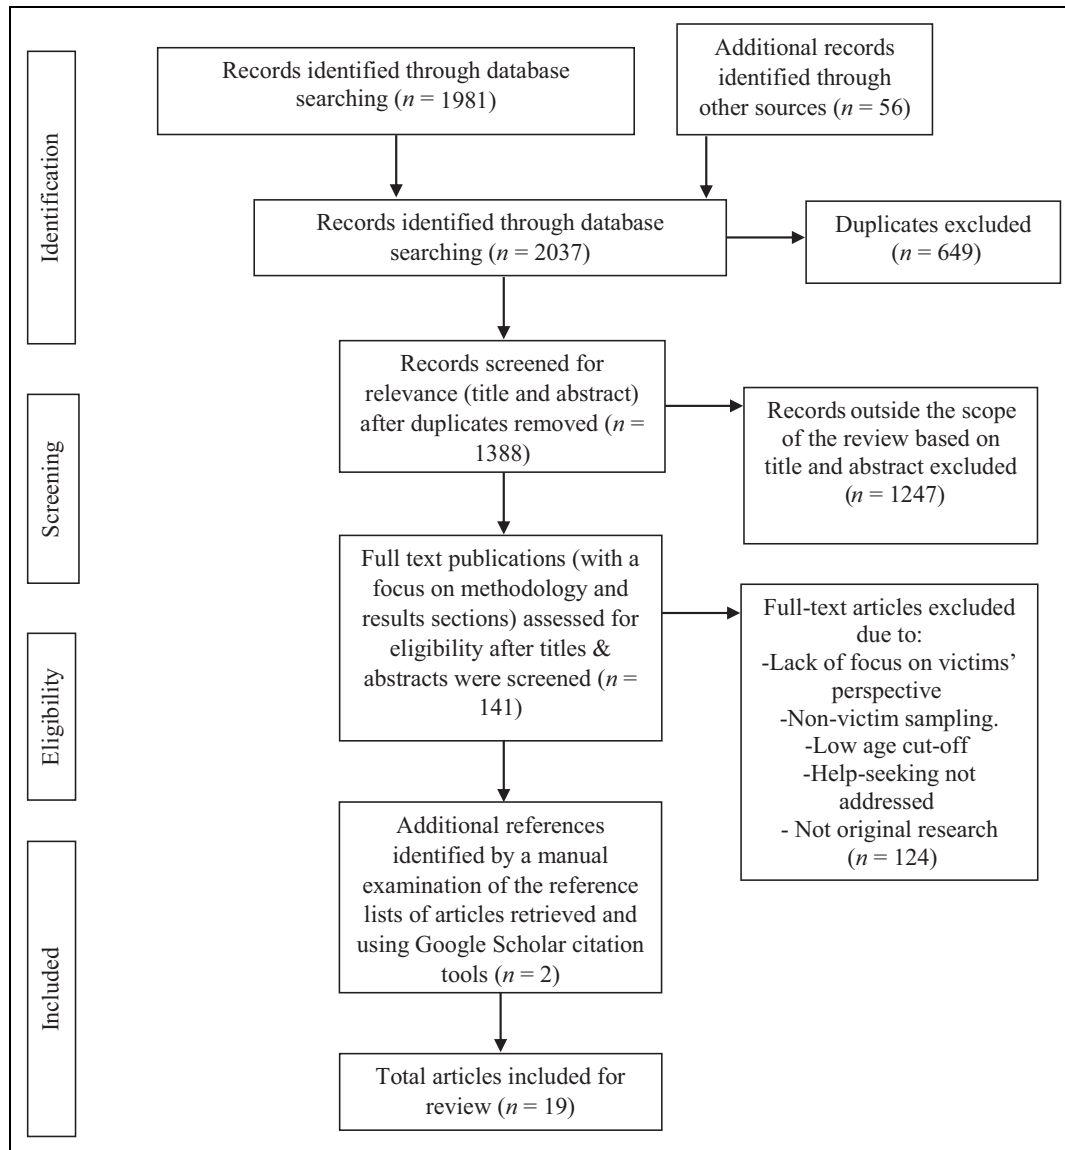 Records identified through database
searching (n = 1981)
Additional records
identified through
other sources (n = 56)
Identification
Records identified through database
searching (n = 2037)
Duplicates excluded
(n = 649)
Records screened for
relevance (title and abstract)
after duplicates removed (n =
1388)
Records outside the scope
of the review based on
title and abstract excluded
(n = 1247)
Screening
Full text publications (with a
focus on methodology and
results sections) assessed for
eligibility after titles &
abstracts were screened (n =
141)
Full-text articles excluded
due to:
-Lack of focus on victims’
perspective
-Non-victim sampling.
-Low age cut-off
-Help-seeking not
addressed
- Not original research
(n = 124)
Eligibility
Additional references
identified by a manual
examination of the reference
lists of articles retrieved and
using Google Scholar citation
tools (n = 2)
Included
Total articles included for
review (n = 19)